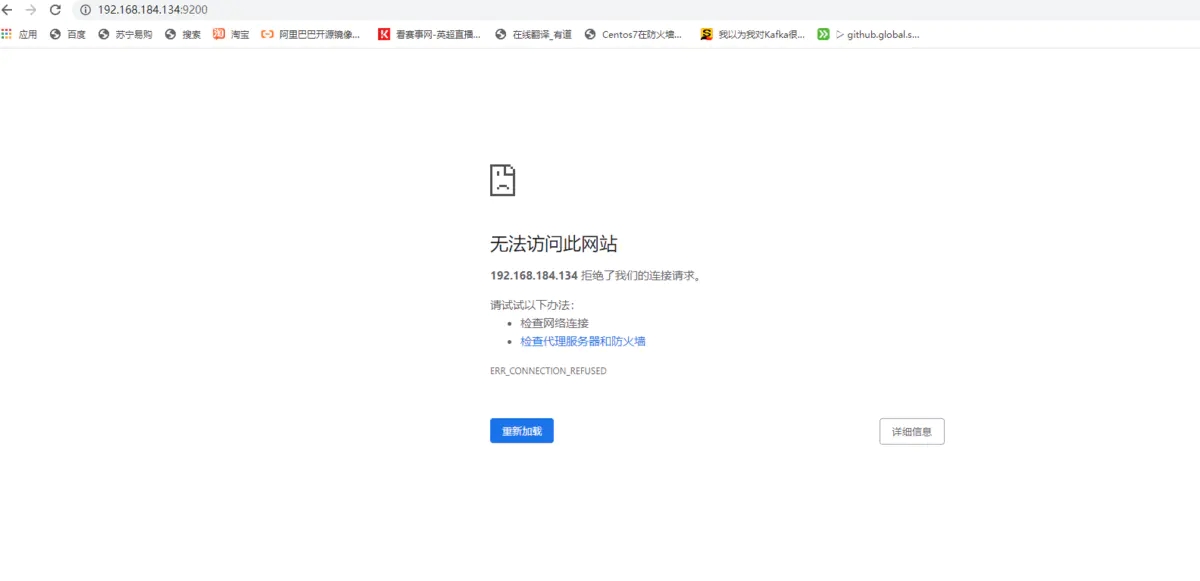 192.168.184.134:9200
应用 百度 苏宁易购 搜索 淘宝 阿里巴巴开源镜像... 看赛事网-英超直播... 在线翻译_有道 Centos7在防火墙... 我以为我对Kafka很... github.global.s...
无法访问此网站
192.168.184.134 拒绝了我们的连接请求。
请试试以下办法：
• 检查网络连接
• 检查代理服务器和防火墙
ERR_CONNECTION_REFUSED
重新加载 详细信息